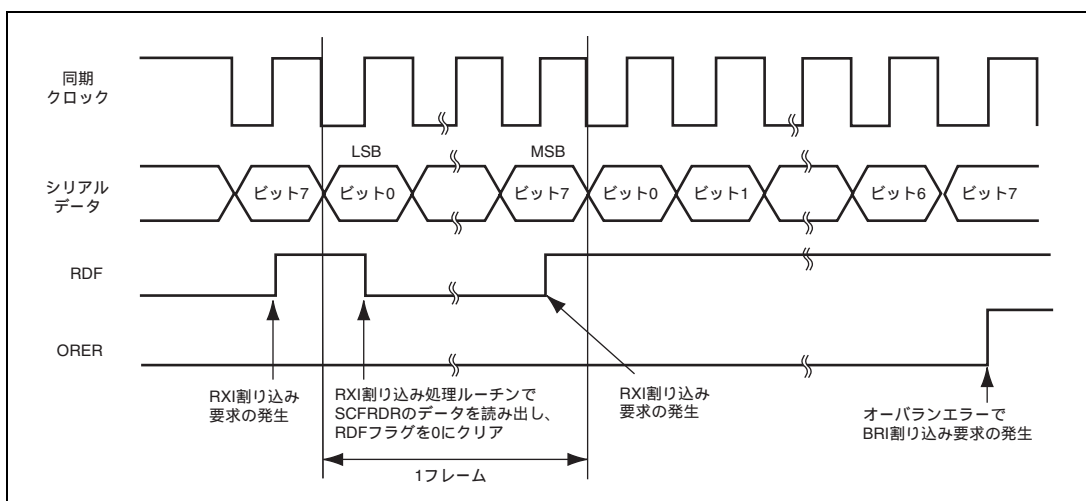 同期
クロック
LSB
MSB
シリアル
データ
ビット7
ビット0
ビット7
ビット0
ビット1
ビット6
ビット7
RDF
ORER
RXI割り込み
要求の発生
RXI割り込み処理ルーチンで
SCFRDRのデータを読み出し、
RDFフラグを0にクリア
RXI割り込み
要求の発生
オーバランエラーで
BRI割り込み要求の発生
1フレーム